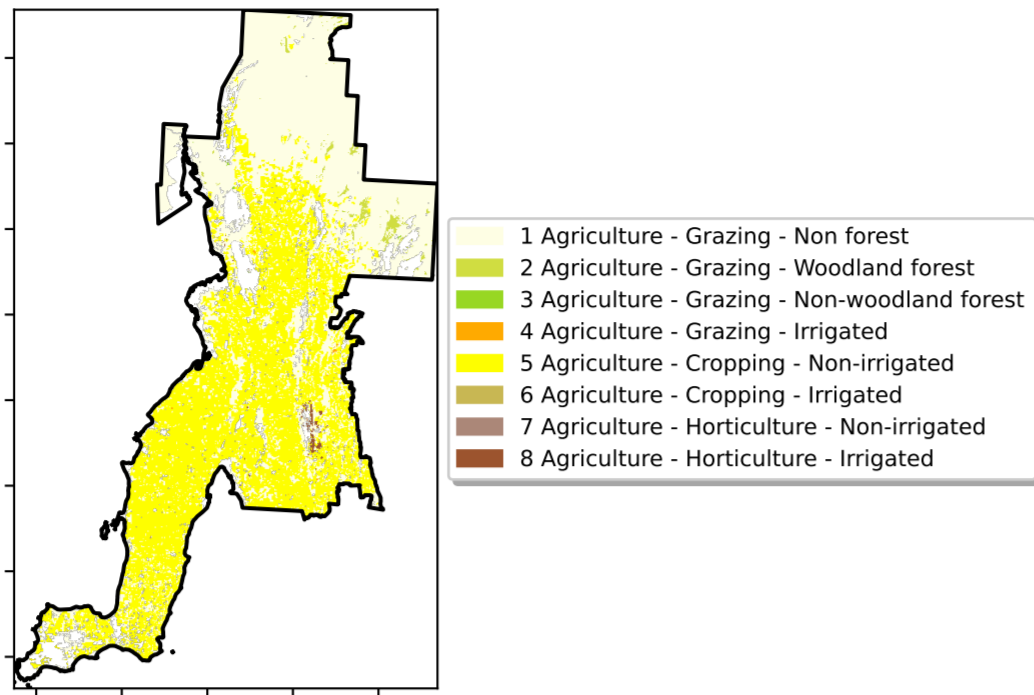 1 Agriculture - Grazing - Non forest
2 Agriculture - Grazing - Woodland forest
3 Agriculture - Grazing - Non-woodland forest
4 Agriculture - Grazing - Irrigated
5 Agriculture - Cropping - Non-irrigated
6 Agriculture - Cropping - Irrigated
7 Agriculture - Horticulture - Non-irrigated
8 Agriculture - Horticulture - Irrigated